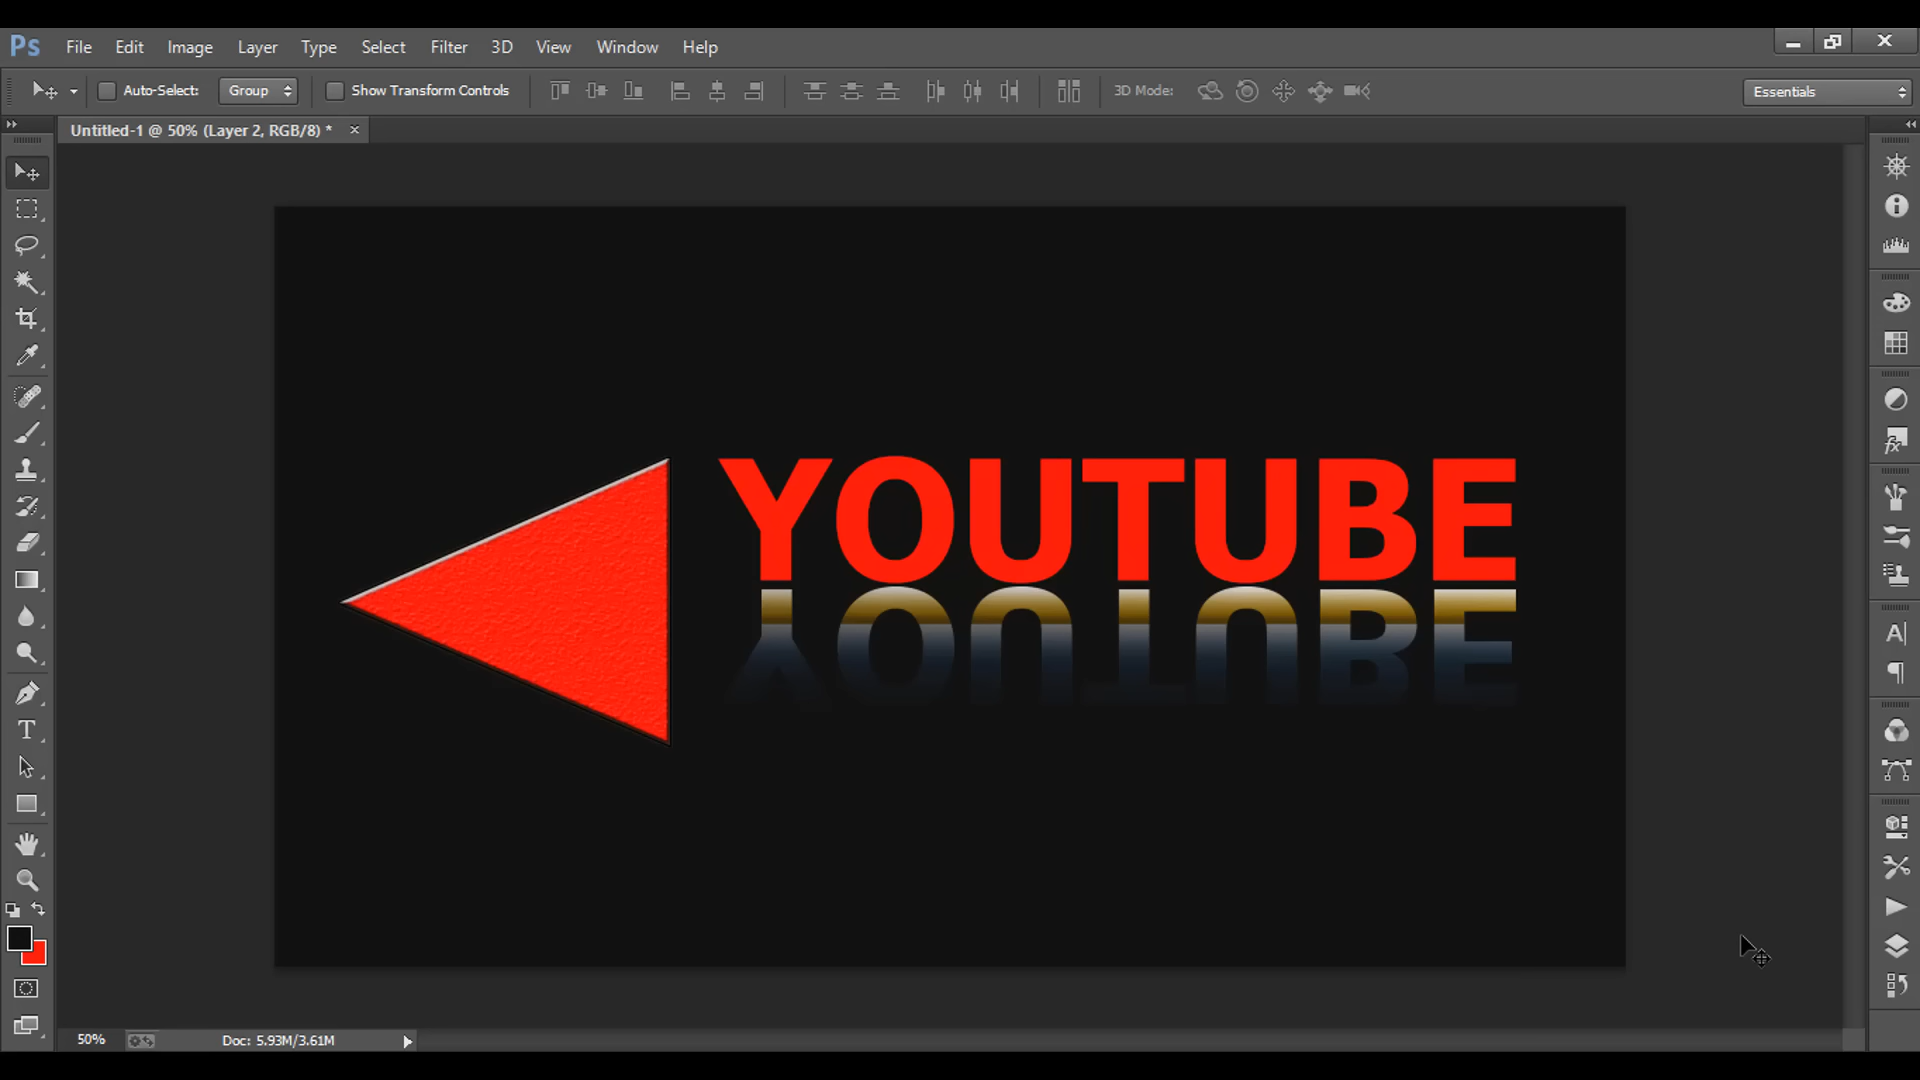 Ps File Edit Image Layer Type Select Filter 3D View Window Help
Auto-Select: Group Show Transform Controls 3D Mode: Essentials
Untitled-1 @ 50% (Layer 2, RGB/8) * ×
YOUTUBE
YOUTUBE
50% Doc: 5.93M/3.61M